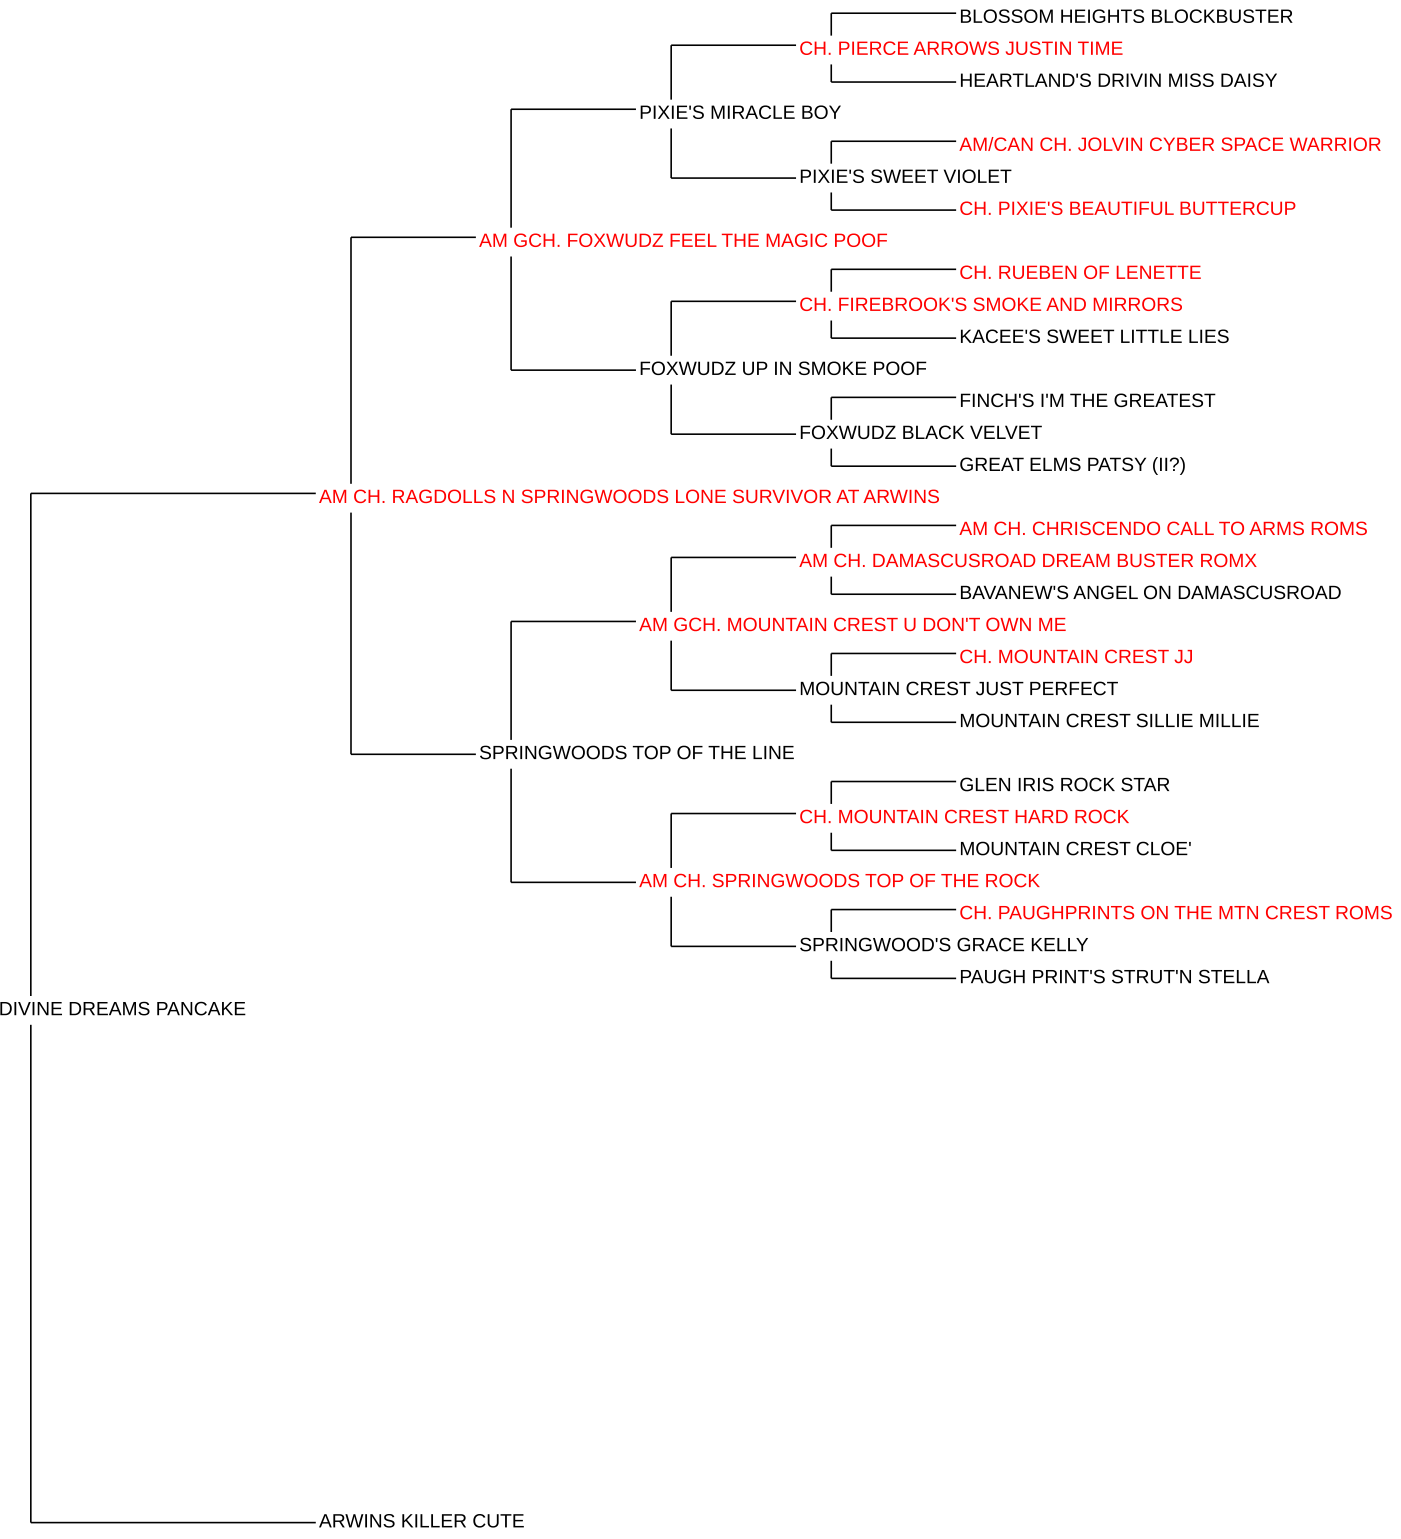 BLOSSOM HEIGHTS BLOCKBUSTER
CH. PIERCE ARROWS JUSTIN TIME
HEARTLAND'S DRIVIN MISS DAISY
PIXIE'S MIRACLE BOY
AM/CAN CH. JOLVIN CYBER SPACE WARRIOR
PIXIE'S SWEET VIOLET
CH. PIXIE'S BEAUTIFUL BUTTERCUP
AM GCH. FOXWUDZ FEEL THE MAGIC POOF
CH. RUEBEN OF LENETTE
CH. FIREBROOK'S SMOKE AND MIRRORS
KACEE'S SWEET LITTLE LIES
FOXWUDZ UP IN SMOKE POOF
FINCH'S I'M THE GREATEST
FOXWUDZ BLACK VELVET
GREAT ELMS PATSY (II?)
AM CH. RAGDOLLS N SPRINGWOODS LONE SURVIVOR AT ARWINS
AM CH. CHRISCENDO CALL TO ARMS ROMS
AM CH. DAMASCUSROAD DREAM BUSTER ROMX
BAVANEW'S ANGEL ON DAMASCUSROAD
AM GCH. MOUNTAIN CREST U DON'T OWN ME
CH. MOUNTAIN CREST JJ
MOUNTAIN CREST JUST PERFECT
MOUNTAIN CREST SILLIE MILLIE
SPRINGWOODS TOP OF THE LINE
GLEN IRIS ROCK STAR
CH. MOUNTAIN CREST HARD ROCK
MOUNTAIN CREST CLOE'
AM CH. SPRINGWOODS TOP OF THE ROCK
CH. PAUGHPRINTS ON THE MTN CREST ROMS
SPRINGWOOD'S GRACE KELLY
PAUGH PRINT'S STRUT'N STELLA
DIVINE DREAMS PANCAKE
ARWINS KILLER CUTE